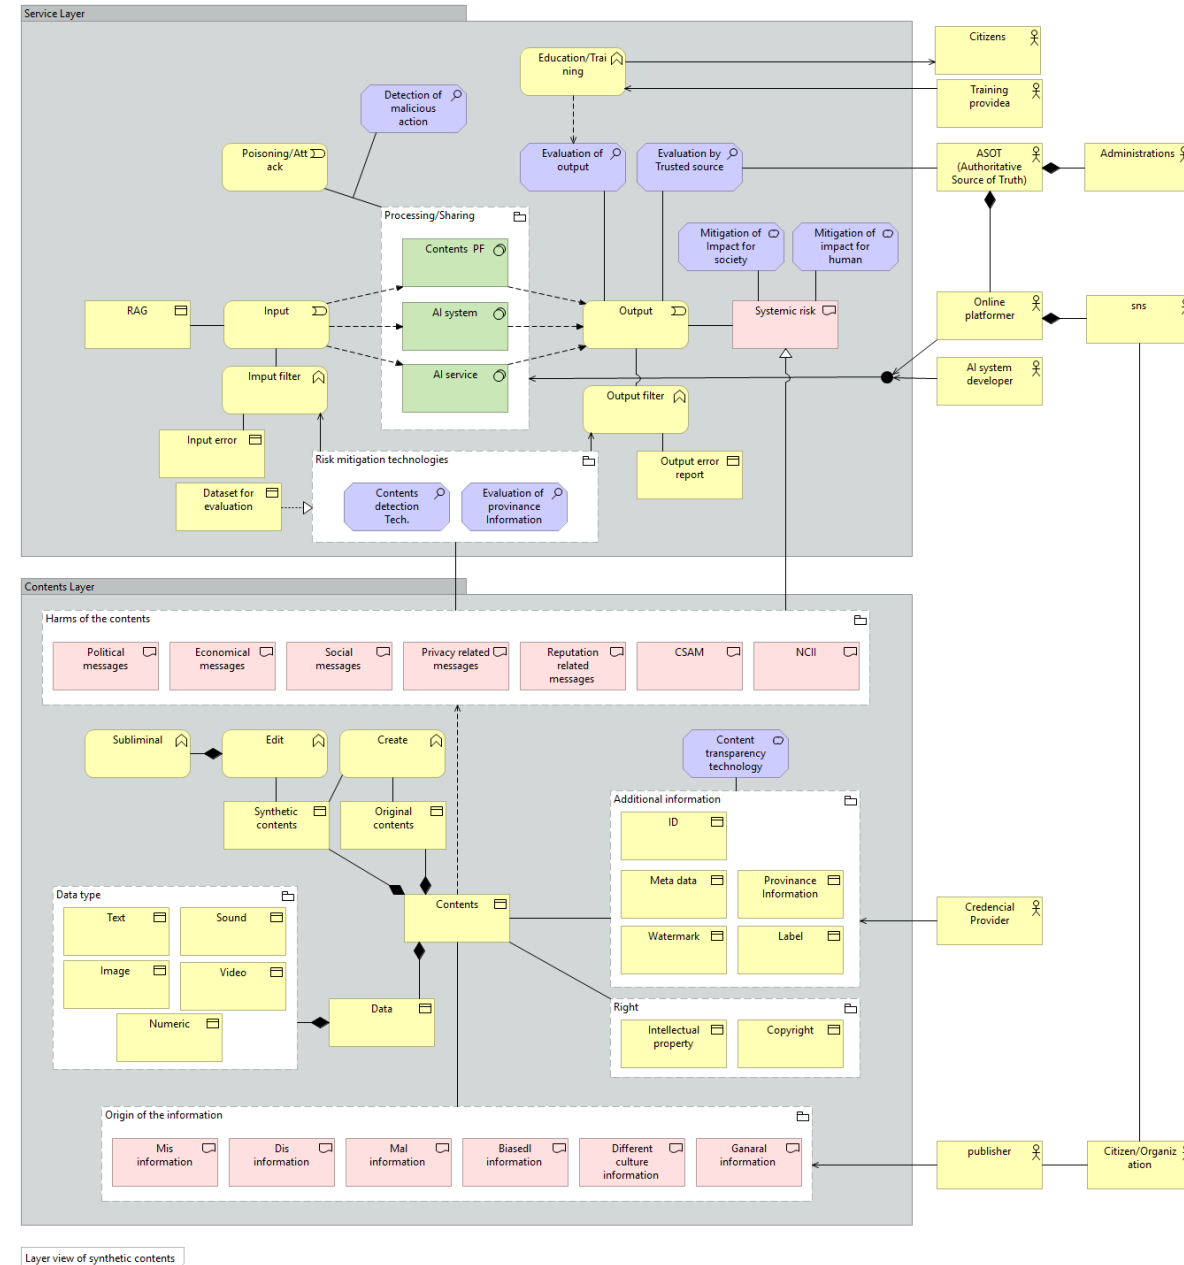 Service Layer
Citizens
Education/Trai
ning
Training
providea
Detection of
malicious
action
Poisoning/Att
ack
Evaluation of
output
Evaluation by
Trusted source
ASOT
(Authoritative
Source of Truth)
Administrations
Processing/Sharing
Mitigation of
Impact for
society
Mitigation of
impact for
human
Contents PF
RAG
Input
AI system
Output
Systemic risk
Online
platformer
sns
Imput filter
AI service
AI system
developer
Output filter
Input error
Risk mitigation technologies
Output error
report
Dataset for
evaluation
Contents
detection
Tech.
Evaluation of
provinance
Information
Contents Layer
Harms of the contents
Political
messages
Economical
messages
Social
messages
Privacy related
messages
Reputation
related
messages
CSAM
NCII
Subliminal
Edit
Create
Content
transparency
technology
Synthetic
contents
Original
contents
Additional information
ID
Data type
Text
Sound
Contents
Meta data
Provinance
Information
Credencial
Provider
Image
Video
Watermark
Label
Numeric
Data
Right
Intellectual
property
Copyright
Origin of the information
Mis
information
Dis
information
Mal
information
Biasedl
information
Different
culture
information
Ganaral
information
publisher
Citizen/Organiz
ation
Layer view of synthetic contents